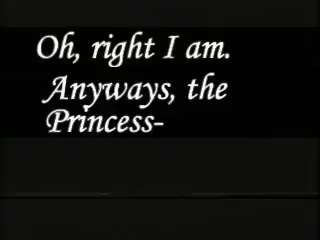 Oh, right I am.
Anyways, the
Princess-